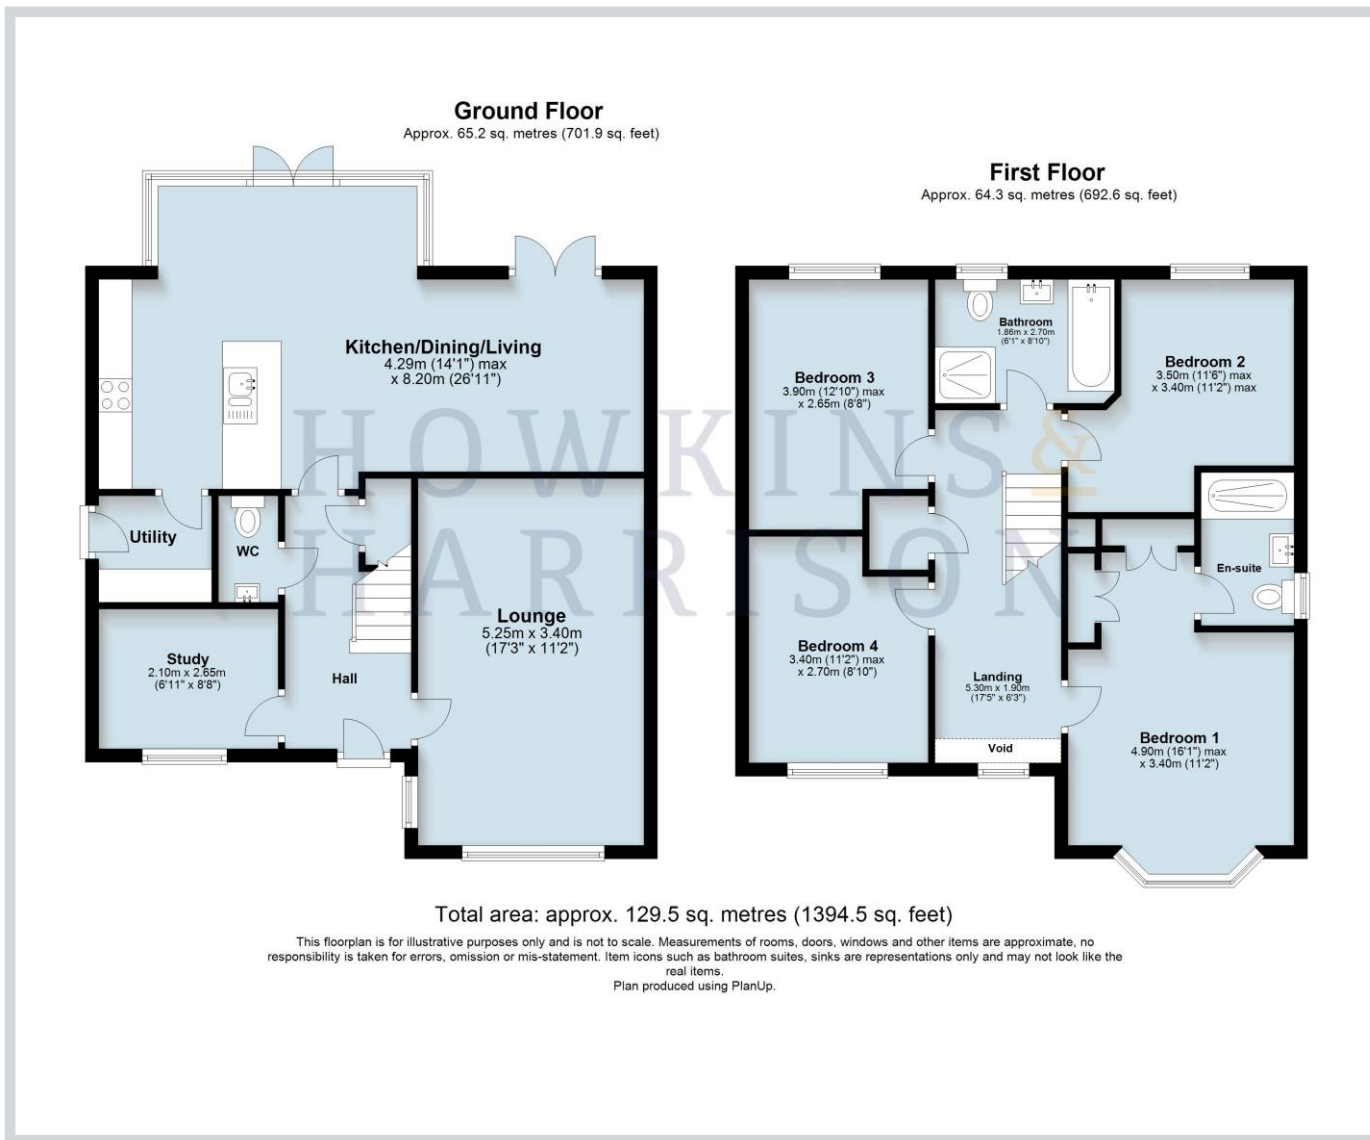 Ground Floor
Approx. 65.2 sq. metres (701.9 sq. feet)
First Floor
Approx. 64.3 sq. metres (692.6 sq. feet)
Kitchen/Dining/Living
4.29m (14'1") max
x 8.20m (26'11")
Utility
WC
Study
2.10m x 2.65m
(6'11" x 8'8")
Hall
Lounge
5.25m x 3.40m
(17'3" x 11'2")
Bedroom 3
3.90m (12'10") max
x 2.65m (8'8")
Bathroom
1.86m x 2.70m
(6'1" x 8'10")
Bedroom 2
3.50m (11'6") max
x 3.40m (11'2") max
En-suite
Bedroom 4
3.40m (11'2") max
x 2.70m (8'10")
Landing
5.30m x 1.90m
(17'5" x 6'3")
Void
Bedroom 1
4.90m (16'1") max
x 3.40m (11'2")
HOWKINS &
HARRISON
Total area: approx. 129.5 sq. metres (1394.5 sq. feet)
This floorplan is for illustrative purposes only and is not to scale. Measurements of rooms, doors, windows and other items are approximate, no
responsibility is taken for errors, omission or mis-statement. Item icons such as bathroom suites, sinks are representations only and may not look like the
real items.
Plan produced using PlanUp.